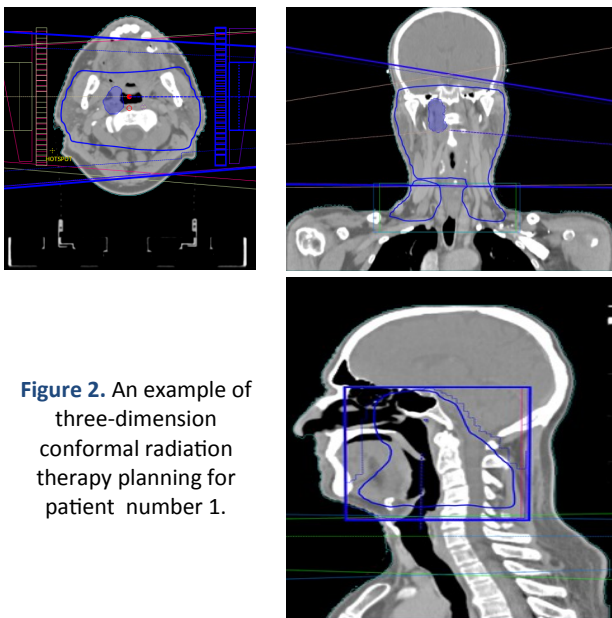 HOTSPOT
Figure 2. An example of
three-dimension
conformal radiation
therapy planning for
patient number 1.